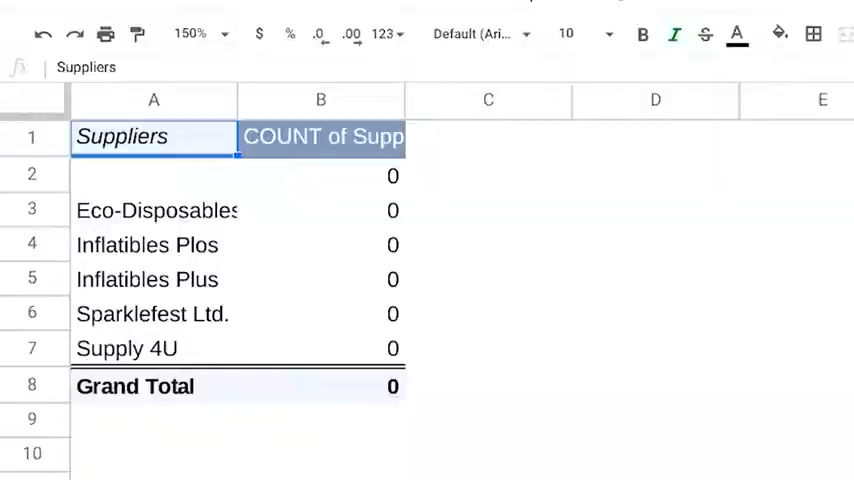 150% $ % .0 .00 123 Default (Ari... 10 B I S A
fx Suppliers
A B C D E
1 Suppliers COUNT of Supp
2 0
3 Eco-Disposables 0
4 Inflatibles Plos 0
5 Inflatibles Plus 0
6 Sparklefest Ltd. 0
7 Supply 4U 0
8 Grand Total 0
9
10